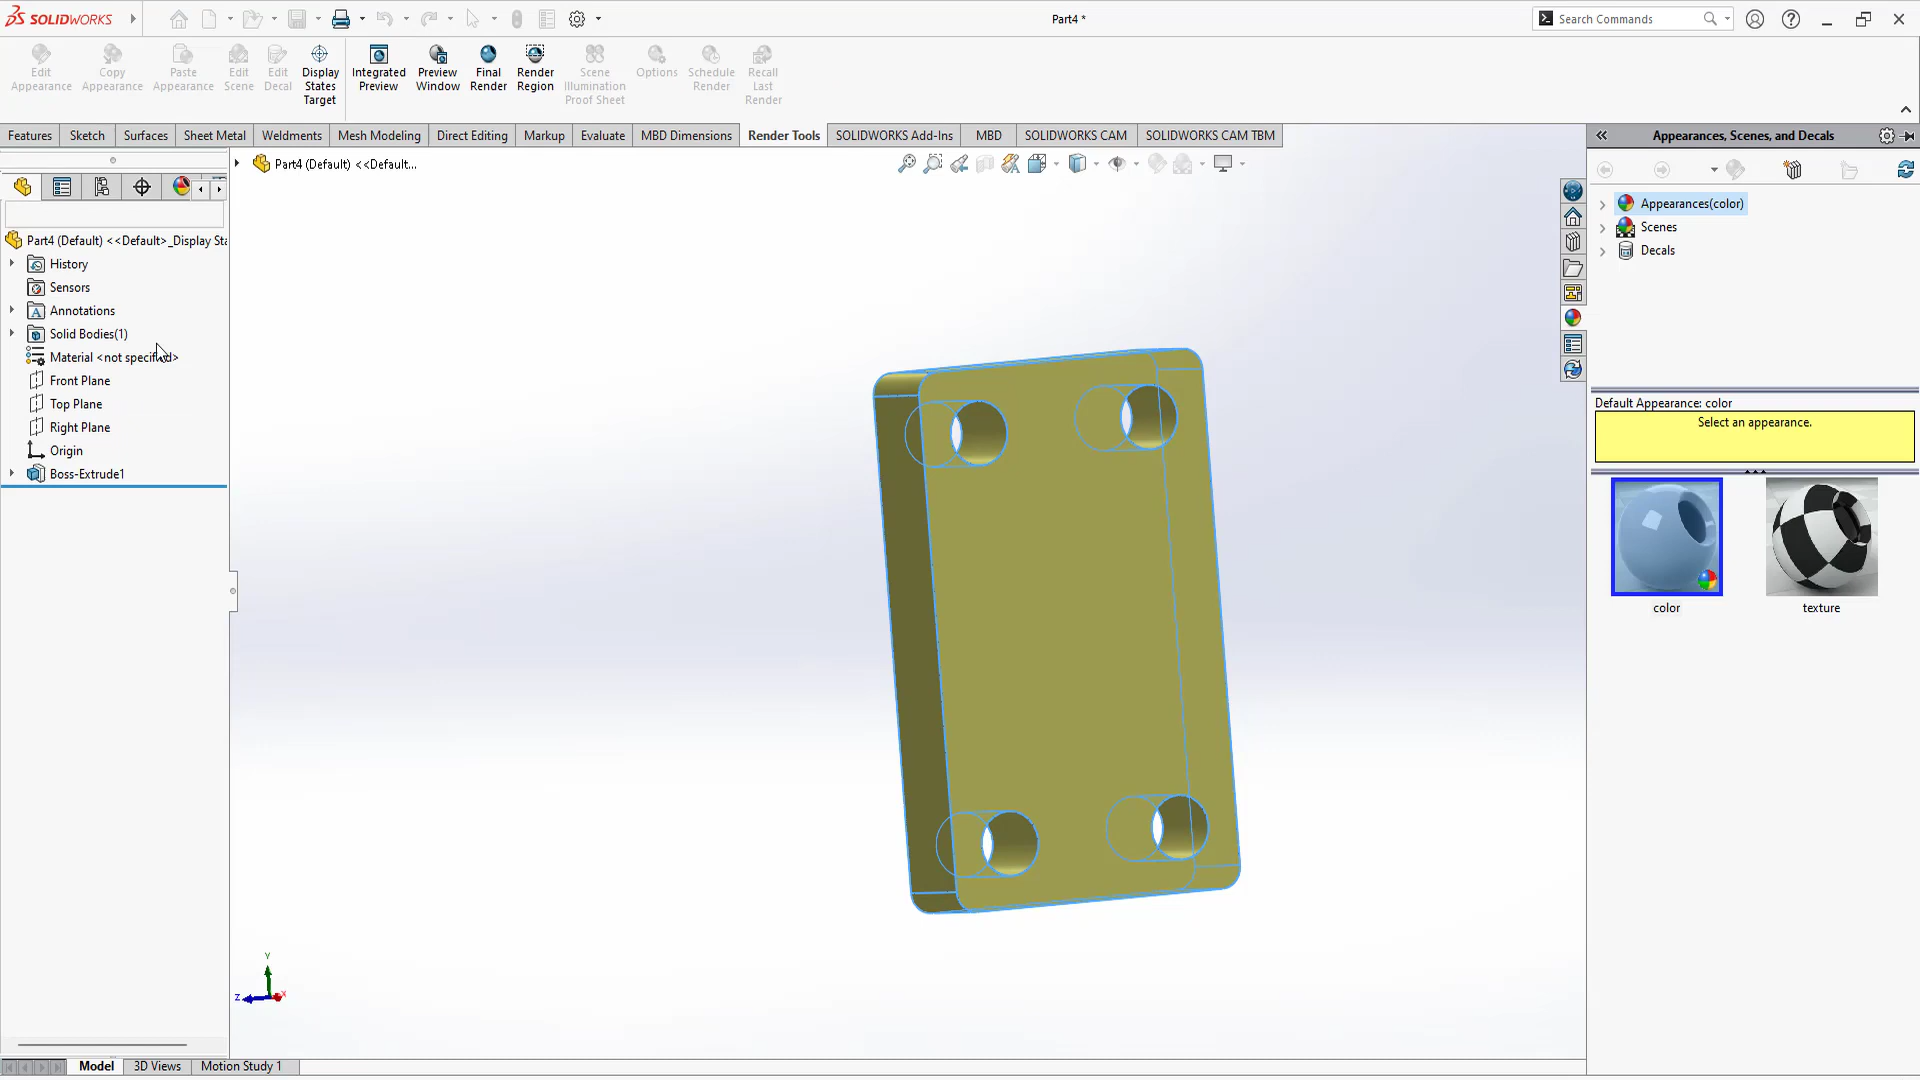 SOLIDWORKS
Part4 *
Search Commands
Edit
Appearance
Copy
Appearance
Paste
Appearance
Edit
Scene
Edit
Decal
Display
States
Target
Integrated
Preview
Preview
Window
Final
Render
Render
Region
Scene
Illumination
Proof Sheet
Options
Schedule
Render
Recall
Last
Render
Features
Sketch
Surfaces
Sheet Metal
Weldments
Mesh Modeling
Direct Editing
Markup
Evaluate
MBD Dimensions
Render Tools
SOLIDWORKS Add-Ins
MBD
SOLIDWORKS CAM
SOLIDWORKS CAM TBM
Part4 (Default) <<Default...
Part4 (Default) <<Default>_Display Sta
History
Sensors
Annotations
Solid Bodies(1)
Material <not specified>
Front Plane
Top Plane
Right Plane
Origin
Boss-Extrude1
Y
Z
X
Appearances, Scenes, and Decals
Appearances(color)
Scenes
Decals
Default Appearance: color
Select an appearance.
color
texture
Model
3D Views
Motion Study 1